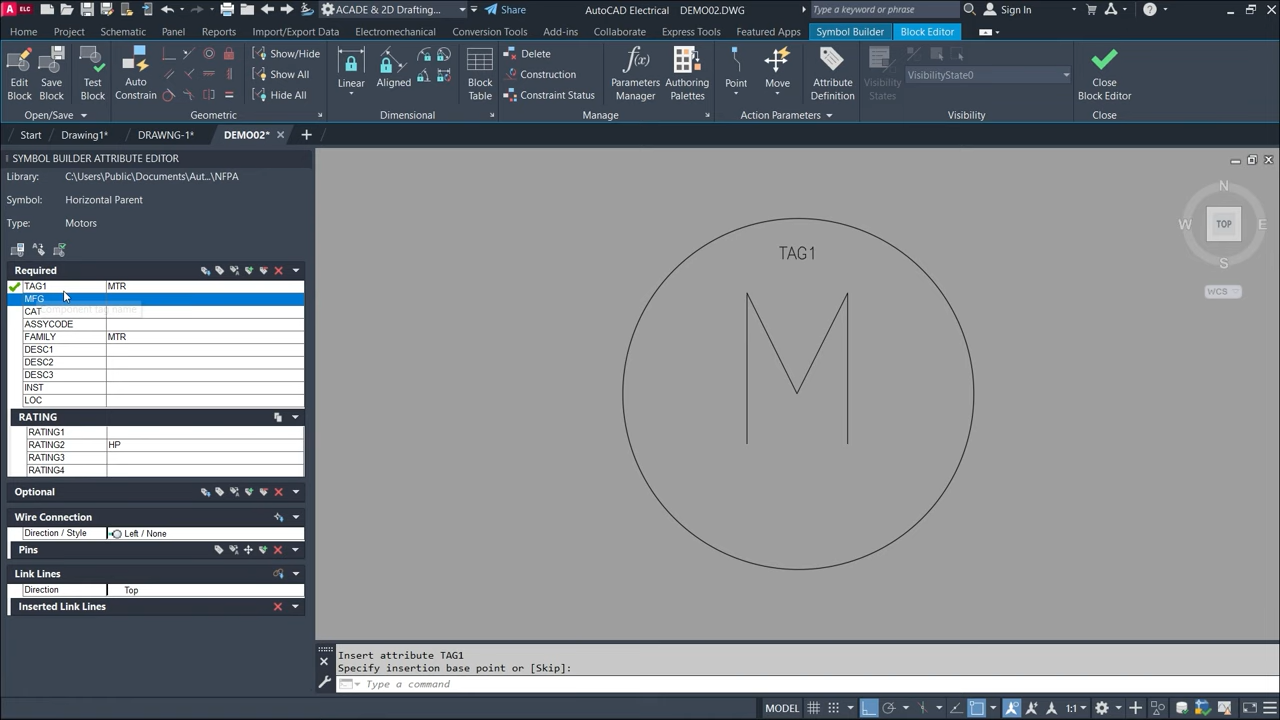 ELC
ACADE & 2D Drafting...
Share
AutoCAD Electrical
DEMO02.DWG
Type a keyword or phrase
Sign In
Home
Project
Schematic
Panel
Reports
Import/Export Data
Electromechanical
Conversion Tools
Add-ins
Collaborate
Express Tools
Featured Apps
Symbol Builder
Block Editor
Edit Block
Save Block
Test Block
Auto Constrain
Show/Hide
Show All
Hide All
Linear
Aligned
Block Table
Delete
Construction
Constraint Status
Parameters Manager
Authoring Palettes
Point
Move
Attribute Definition
Visibility States
VisibilityState0
Close Block Editor
Open/Save
Geometric
Dimensional
Manage
Action Parameters
Visibility
Close
Start
Drawing1*
DRAWNG-1*
DEMO02*
SYMBOL BUILDER ATTRIBUTE EDITOR
Library: C:\Users\Public\Documents\Aut...\NFPA
Symbol: Horizontal Parent
Type: Motors
Required
TAG1 MTR
MFG
CAT
ASSYCODE
FAMILY MTR
DESC1
DESC2
DESC3
INST
LOC
RATING
RATING1
RATING2 HP
RATING3
RATING4
Optional
Wire Connection
Direction / Style Left / None
Pins
Link Lines
Direction Top
Inserted Link Lines
TAG1
M
N
W TOP E
S
WCS
Insert attribute TAG1
Specify insertion base point or [Skip]:
Type a command
MODEL
1:1